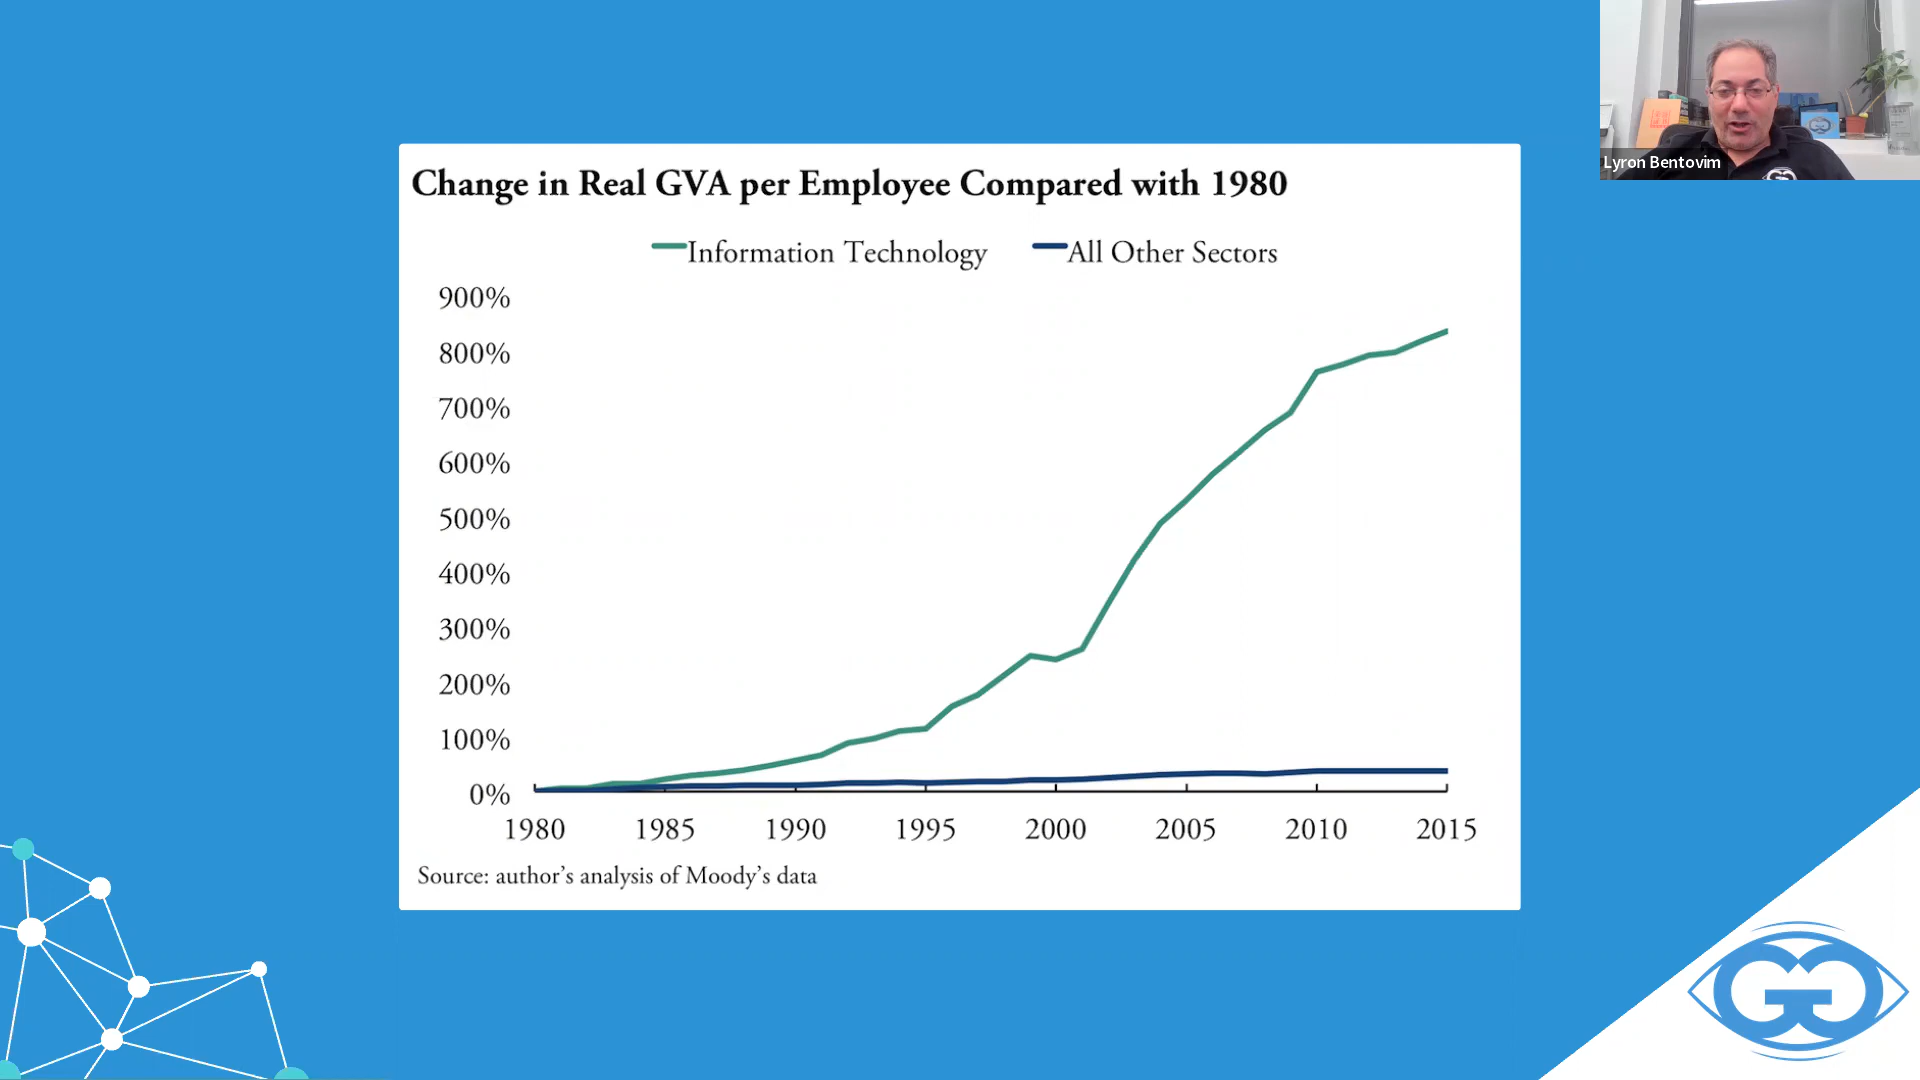 Lyron Bentovim
Change in Real GVA per Employee Compared with 1980
Information Technology
All Other Sectors
900%
800%
700%
600%
500%
400%
300%
200%
100%
0%
1980 1985 1990 1995 2000 2005 2010 2015
Source: author’s analysis of Moody’s data